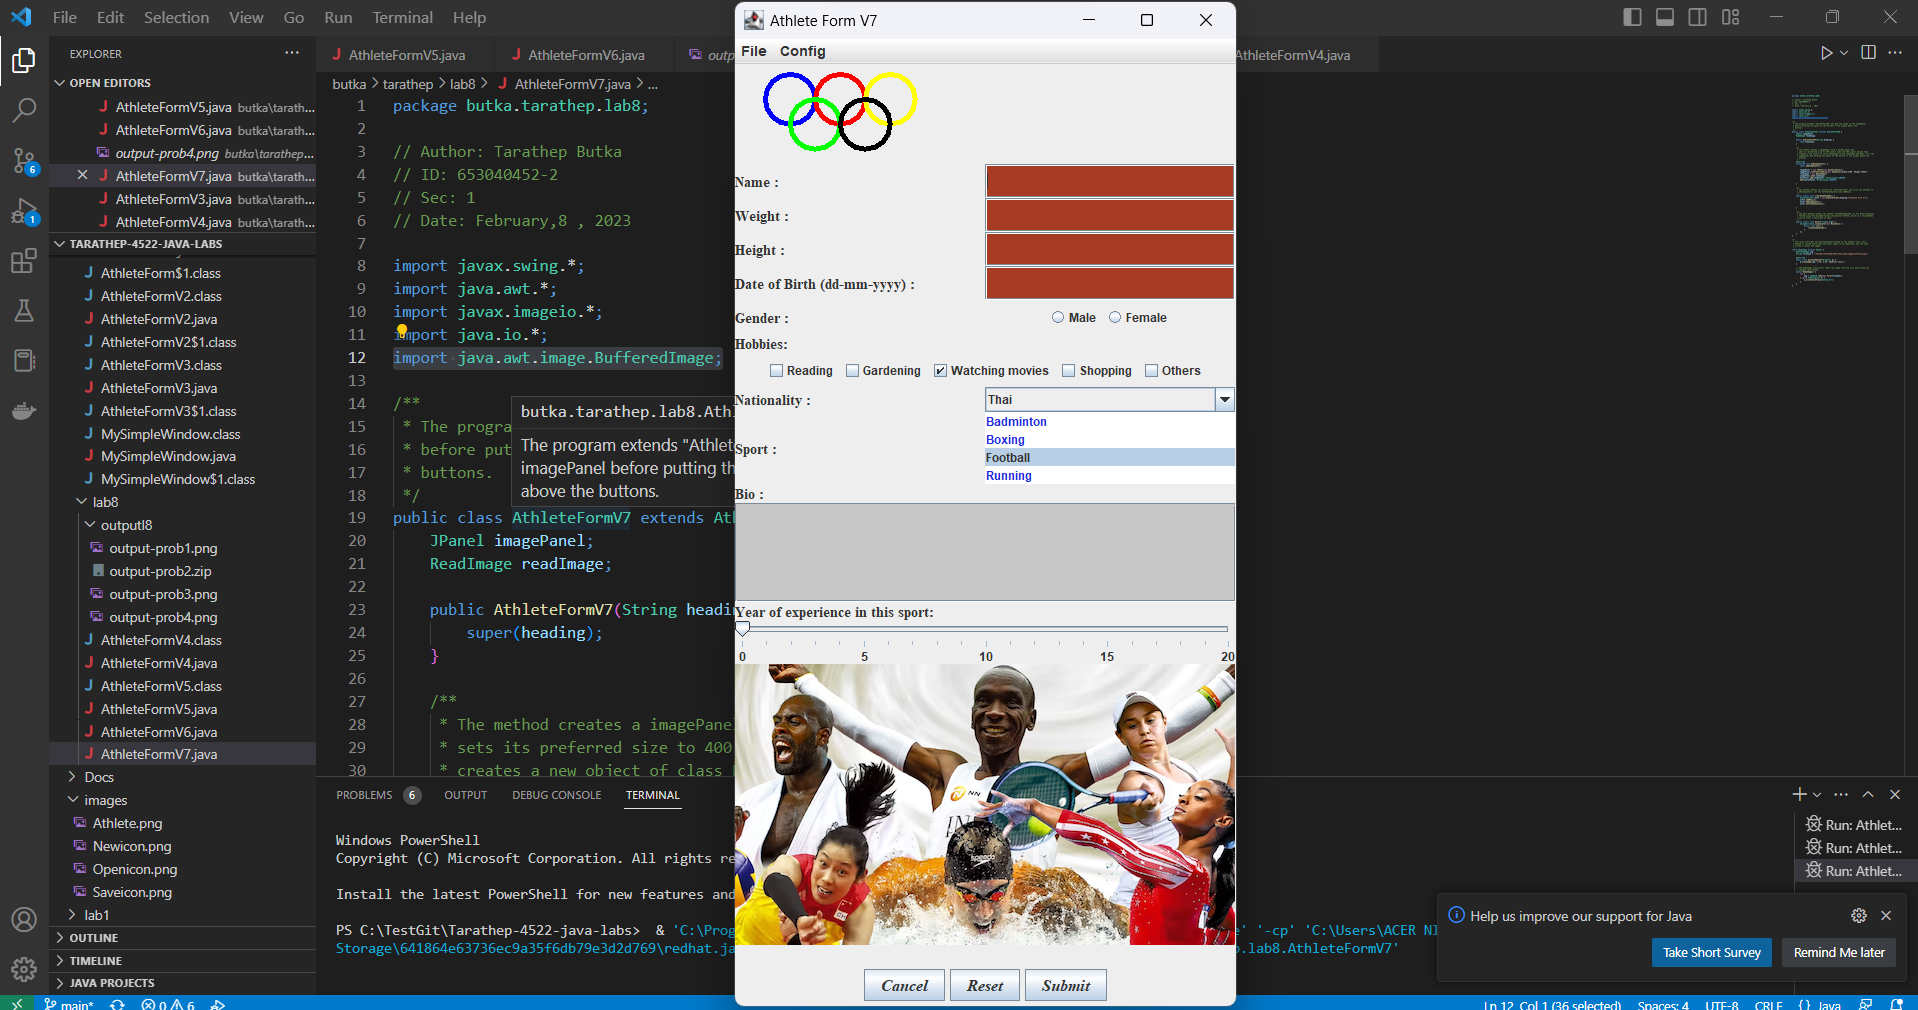 File Edit Selection View Go Run Terminal Help
EXPLORER
OPEN EDITORS
AthleteFormV5.java butka\tarath...
AthleteFormV6.java butka\tarath...
output-prob4.png butka\tarathep...
AthleteFormV7.java butka\tarath...
AthleteFormV3.java butka\tarath...
AthleteFormV4.java butka\tarath...
TARATHEP-4522-JAVA-LABS
AthleteForm$1.class
AthleteFormV2.class
AthleteFormV2.java
AthleteFormV2$1.class
AthleteFormV3.class
AthleteFormV3.java
AthleteFormV3$1.class
MySimpleWindow.class
MySimpleWindow.java
MySimpleWindow$1.class
lab8
outputl8
output-prob1.png
output-prob2.zip
output-prob3.png
output-prob4.png
AthleteFormV4.class
AthleteFormV4.java
AthleteFormV5.class
AthleteFormV5.java
AthleteFormV6.java
AthleteFormV7.java
Docs
images
Athlete.png
Newicon.png
Openicon.png
Saveicon.png
lab1
OUTLINE
TIMELINE
JAVA PROJECTS
6
1
AthleteFormV5.java AthleteFormV6.java outp AthleteFormV4.java
butka > tarathep > lab8 > AthleteFormV7.java > ...
1 package butka.tarathep.lab8;
2
3 // Author: Tarathep Butka
4 // ID: 653040452-2
5 // Sec: 1
6 // Date: February,8 , 2023
7
8 import javax.swing.*;
9 import java.awt.*;
10 import javax.imageio.*;
11 import java.io.*;
12 import java.awt.image.BufferedImage;
13
14 /**
15 * The progra
16 * before put
17 * buttons.
18 */
19 public class AthleteFormV7 extends Ath
20 JPanel imagePanel;
21 ReadImage readImage;
22
23 public AthleteFormV7(String headin
24 super(heading);
25 }
26
27 /**
28 * The method creates a imagePanel
29 * sets its preferred size to 400
30 * creates a new object of class
butka.tarathep.lab8.Ath
The program extends "Athlet
imagePanel before putting th
above the buttons.
PROBLEMS 6 OUTPUT DEBUG CONSOLE TERMINAL
Windows PowerShell
Copyright (C) Microsoft Corporation. All rights re
Install the latest PowerShell for new features and
PS C:\TestGit\Tarathep-4522-java-labs> & 'C:\Prog e' '-cp' 'C:\Users\ACER NI
Storage\641864e63736ec9a35f6db79e3d2d769\redhat.ja p.lab8.AthleteFormV7'
Run: Athlet...
Run: Athlet...
Run: Athlet...
Help us improve our support for Java
Take Short Survey Remind Me later
main* 0 6
Ln 12, Col 1 (36 selected) Spaces: 4 UTF-8 CRLF {} Java
Athlete Form V7
File Config
Name :
Weight :
Height :
Date of Birth (dd-mm-yyyy) :
Gender : Male Female
Hobbies:
Reading Gardening Watching movies Shopping Others
Nationality : Thai
Sport :
Badminton
Boxing
Football
Running
Bio :
Year of experience in this sport:
0 5 10 15 20
NN
speedo
Cancel Reset Submit